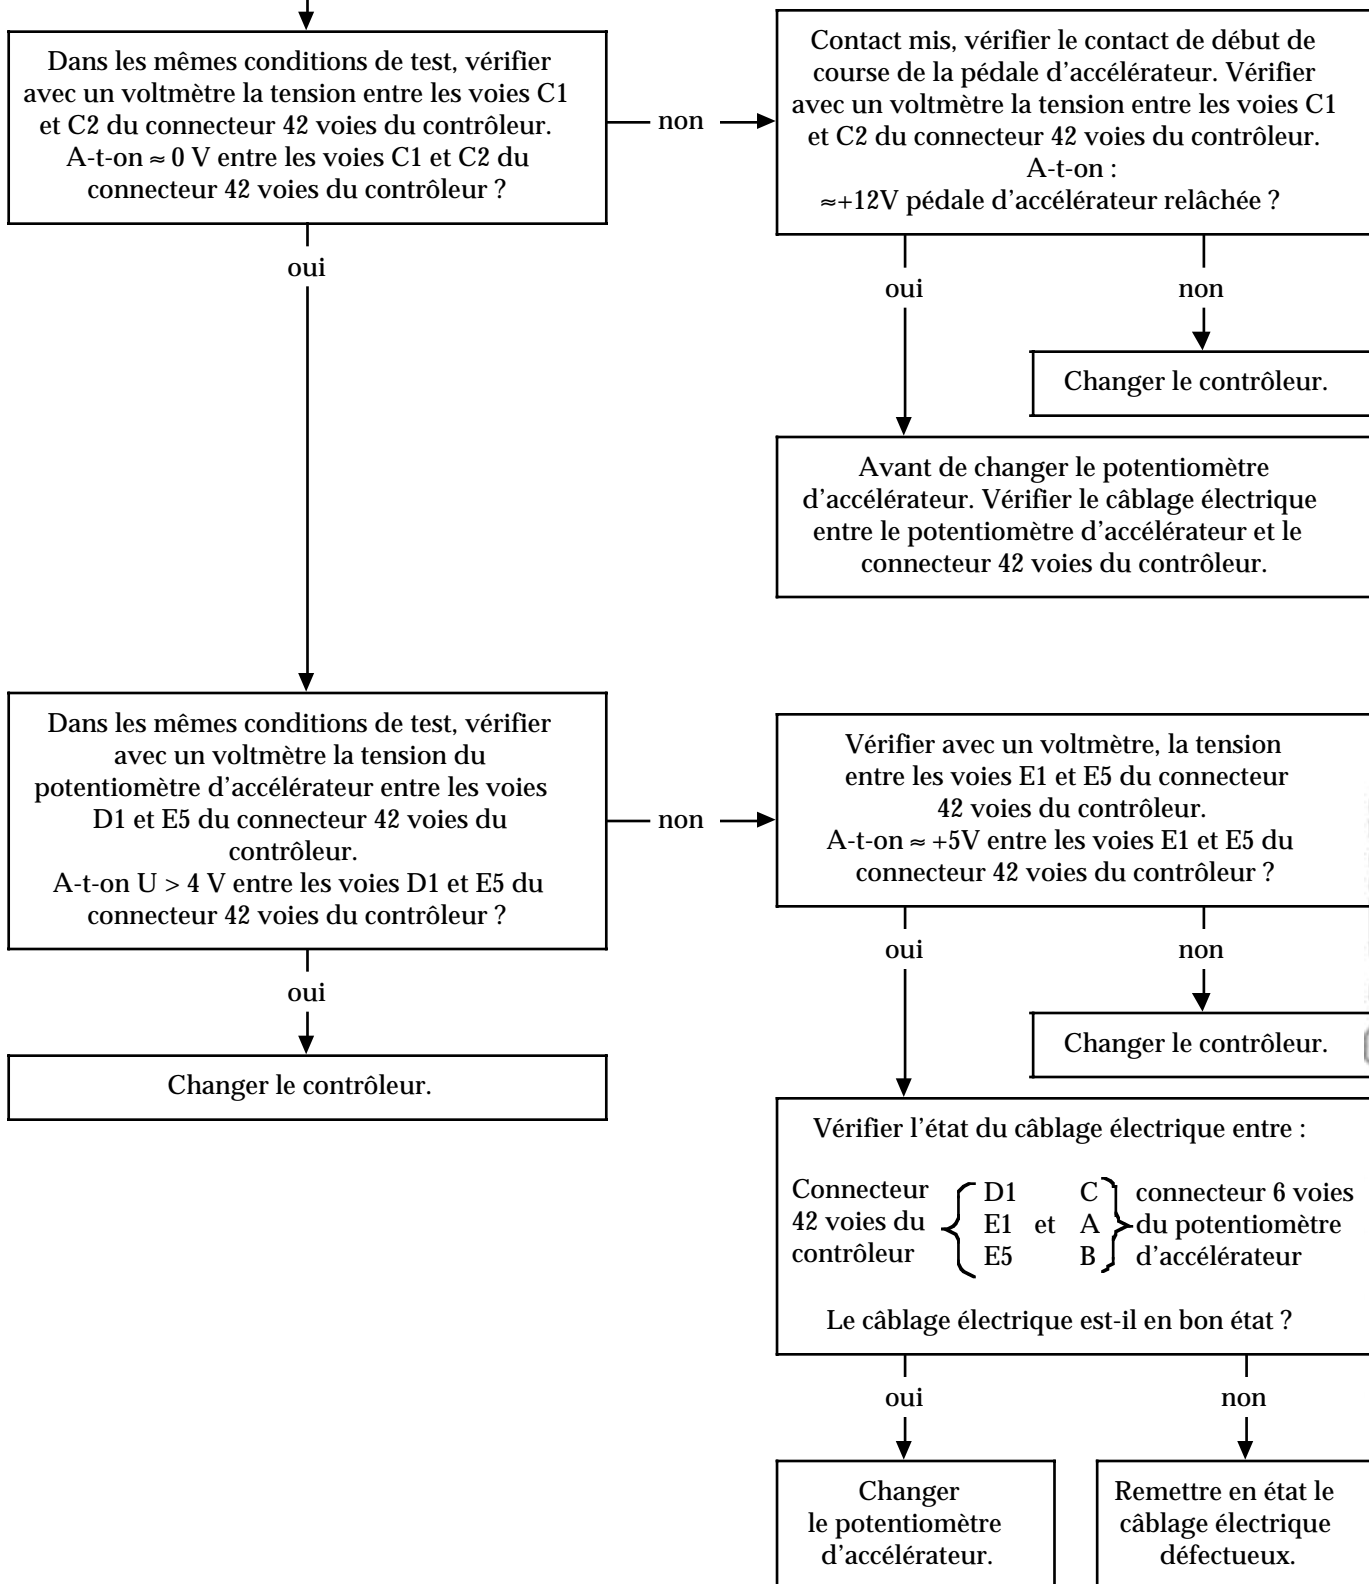 Dans les mêmes conditions de test, vérifier
avec un voltmètre la tension entre les voies C1
et C2 du connecteur 42 voies du contrôleur.
A-t-on ≈ 0 V entre les voies C1 et C2 du
connecteur 42 voies du contrôleur ?
non
Contact mis, vérifier le contact de début de
course de la pédale d'accélérateur. Vérifier
avec un voltmètre la tension entre les voies C1
et C2 du connecteur 42 voies du contrôleur.
A-t-on :
≈+12V pédale d'accélérateur relâchée ?
oui
oui
non
Changer le contrôleur.
Avant de changer le potentiomètre
d'accélérateur. Vérifier le câblage électrique
entre le potentiomètre d'accélérateur et le
connecteur 42 voies du contrôleur.
Dans les mêmes conditions de test, vérifier
avec un voltmètre la tension du
potentiomètre d'accélérateur entre les voies
D1 et E5 du connecteur 42 voies du
contrôleur.
A-t-on U > 4 V entre les voies D1 et E5 du
connecteur 42 voies du contrôleur ?
non
Vérifier avec un voltmètre, la tension
entre les voies E1 et E5 du connecteur
42 voies du contrôleur.
A-t-on ≈ +5V entre les voies E1 et E5 du
connecteur 42 voies du contrôleur ?
oui
oui
non
Changer le contrôleur.
Changer le contrôleur.
Vérifier l'état du câblage électrique entre :
Connecteur D1 C connecteur 6 voies
42 voies du E1 et A du potentiomètre
contrôleur E5 B d'accélérateur
Le câblage électrique est-il en bon état ?
oui
non
Changer
le potentiomètre
d'accélérateur.
Remettre en état le
câblage électrique
défectueux.